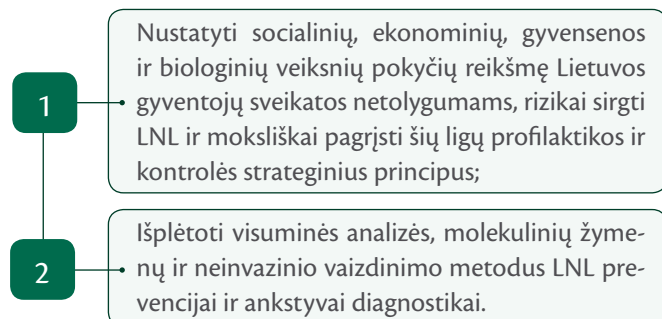 1
Nustatyti socialinių, ekonominių, gyvensenos
ir biologinių veiksnių pokyčių reikšmę Lietuvos
gyventojų sveikatos netolygumams, rizikai sirgti
LNL ir moksliškai pagrįsti šių ligų profilaktikos ir
kontrolės strateginius principus;
2
Išplėtoti visuminės analizės, molekulinių žyme-
nų ir neinvazinio vaizdinimo metodus LNL pre-
vencijai ir ankstyvai diagnostikai.